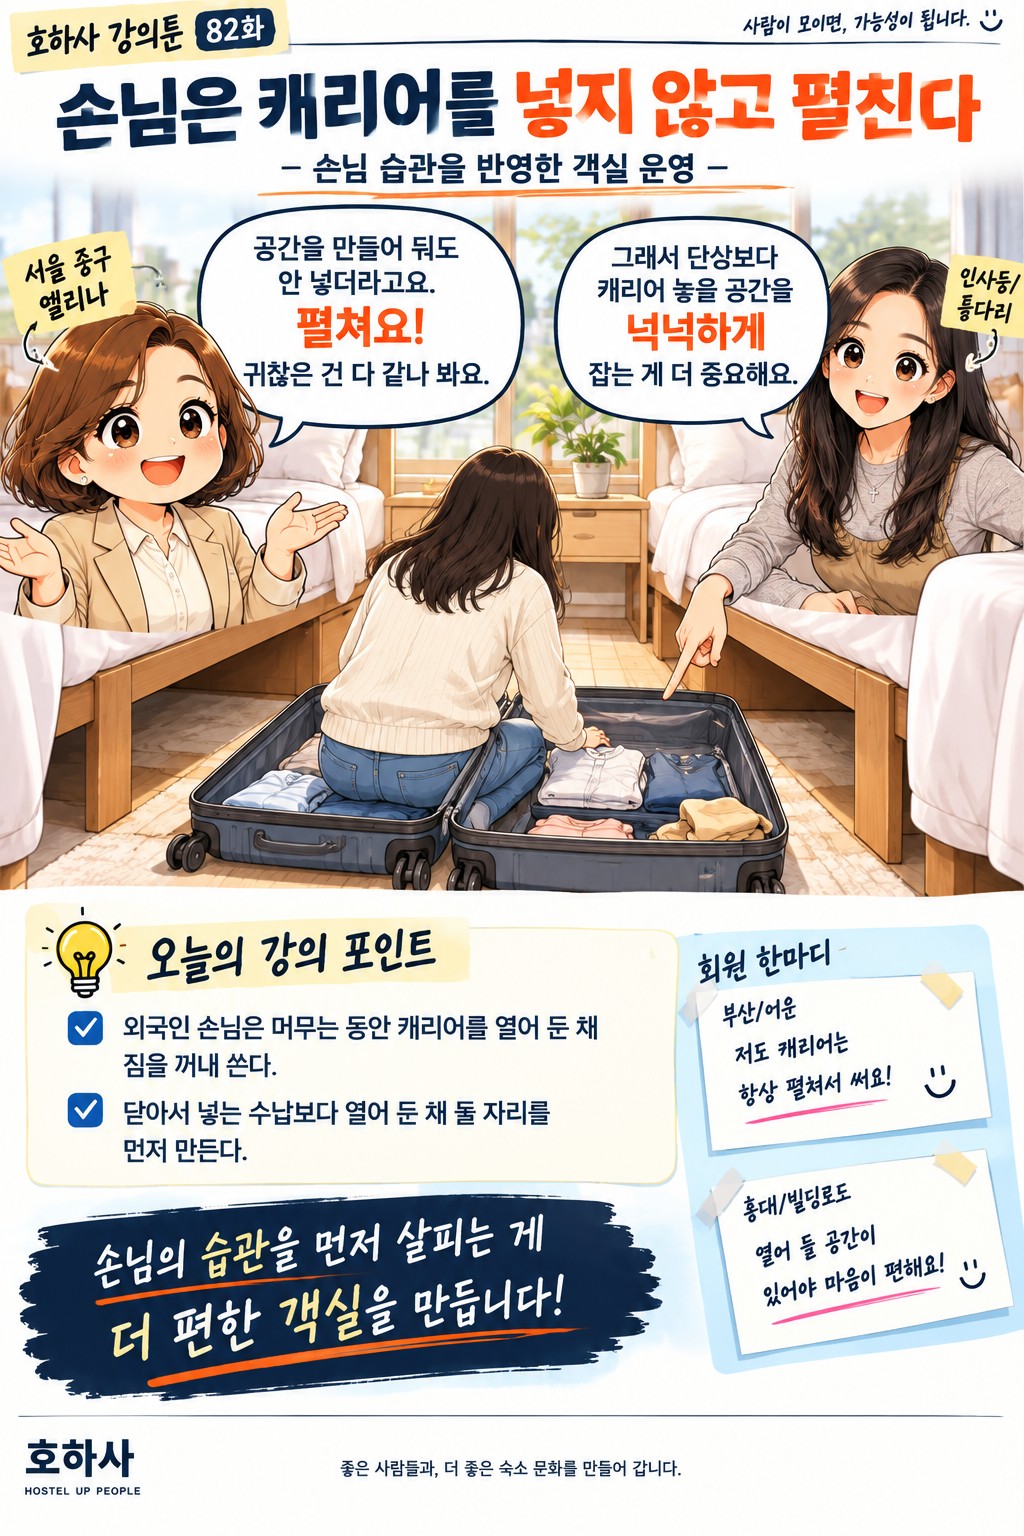 호하사 강의툰 82화
사람이 모이면, 가능성이 됩니다.
손님은 캐리어를 넣지 않고 펼친다
– 손님 습관을 반영한 객실 운영 –
서울 중구
앨리나
공간을 만들어 둬도
안 넣더라고요.
펼쳐요!
귀찮은 건 다 같나 봐요.
그래서 단상보다
캐리어 놓을 공간을
넉넉하게
잡는 게 더 중요해요.
인사동/
통다리
오늘의 강의 포인트
외국인 손님은 머무는 동안 캐리어를 열어 둔 채
짐을 꺼내 쓴다.
닫아서 넣는 수납보다 열어 둔 채 둘 자리를
먼저 만든다.
회원 한마디
부산/어운
저도 캐리어는
항상 펼쳐서 써요!
홍대/빌딩로도
열어 둘 공간이
있어야 마음이 편해요!
손님의 습관을 먼저 살피는 게
더 편한 객실을 만듭니다!
호하사
HOSTEL UP PEOPLE
좋은 사람들과, 더 좋은 숙소 문화를 만들어 갑니다.